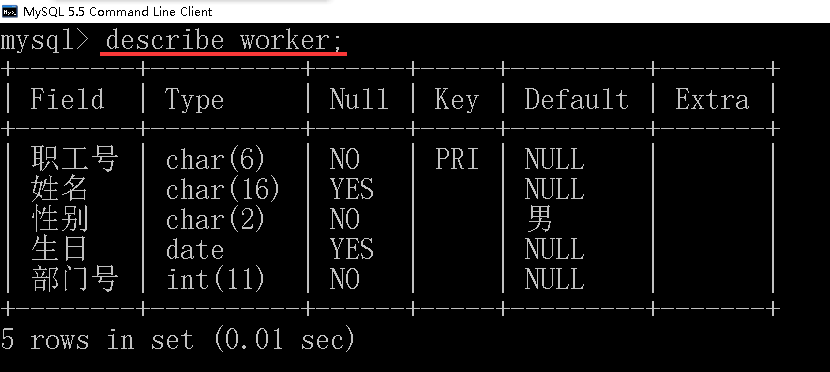 MySQL 5.5 Command Line Client
mysql> describe worker;
+--------+----------+------+-----+---------+-------+
| Field | Type | Null | Key | Default | Extra |
+--------+----------+------+-----+---------+-------+
| 职工号 | char(6) | NO | PRI | NULL | |
| 姓名 | char(16) | YES | | NULL | |
| 性别 | char(2) | NO | | 男 | |
| 生日 | date | YES | | NULL | |
| 部门号 | int(11) | NO | | NULL | |
+--------+----------+------+-----+---------+-------+
5 rows in set (0.01 sec)